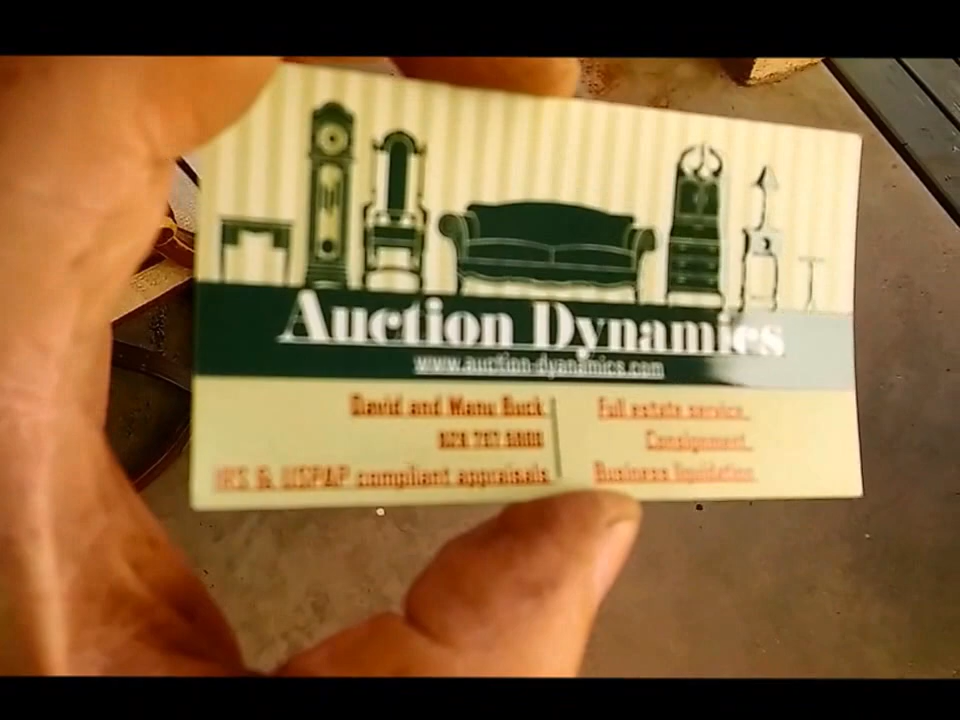 Auction Dynamics
www.auction-dyanamics.com
David and Manu Buck
IRS & USPAP compliant appraisals
Full estate service.
Consignment.
Business liquidation.